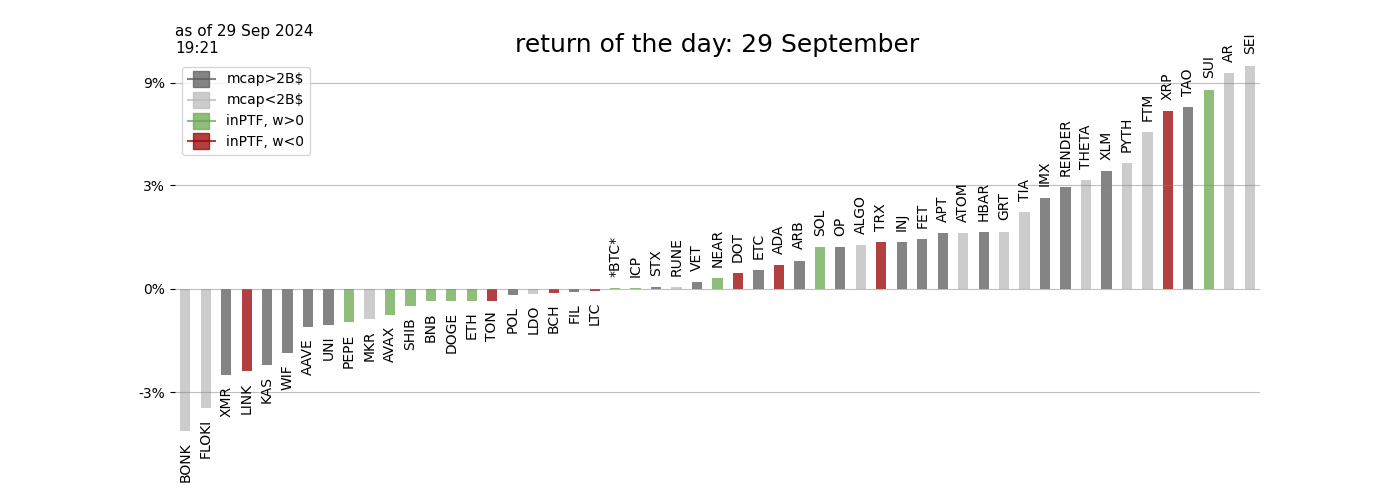 as of 29 Sep 2024
19:21
return of the day: 29 September
mcap>2B$
mcap<2B$
inPTF, w>0
inPTF, w<0
9%
3%
0%
-3%
BONK
FLOKI
XMR
LINK
KAS
WIF
AAVE
UNI
PEPE
MKR
AVAX
SHIB
BNB
DOGE
ETH
TON
POL
LDO
BCH
FIL
LTC
*BTC*
ICP
STX
RUNE
VET
NEAR
DOT
ETC
ADA
ARB
SOL
OP
ALGO
TRX
INJ
FET
APT
ATOM
HBAR
GRT
TIA
IMX
RENDER
THETA
XLM
PYTH
FTM
XRP
TAO
SUI
AR
SEI